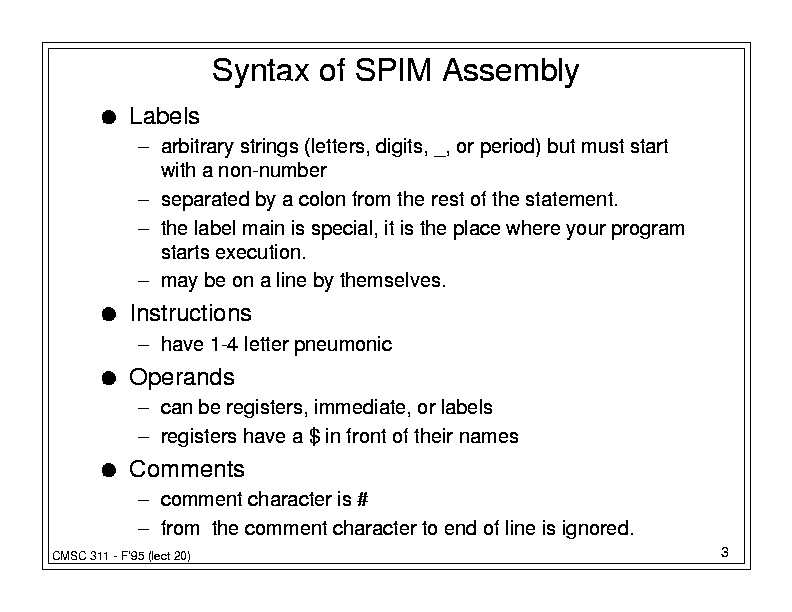 Syntax of SPIM Assembly
● Labels
– arbitrary strings (letters, digits, _, or period) but must start
with a non-number
– separated by a colon from the rest of the statement.
– the label main is special, it is the place where your program
starts execution.
– may be on a line by themselves.
● Instructions
– have 1-4 letter pneumonic
● Operands
– can be registers, immediate, or labels
– registers have a $ in front of their names
● Comments
– comment character is #
– from the comment character to end of line is ignored.
CMSC 311 - F'95 (lect 20)
3